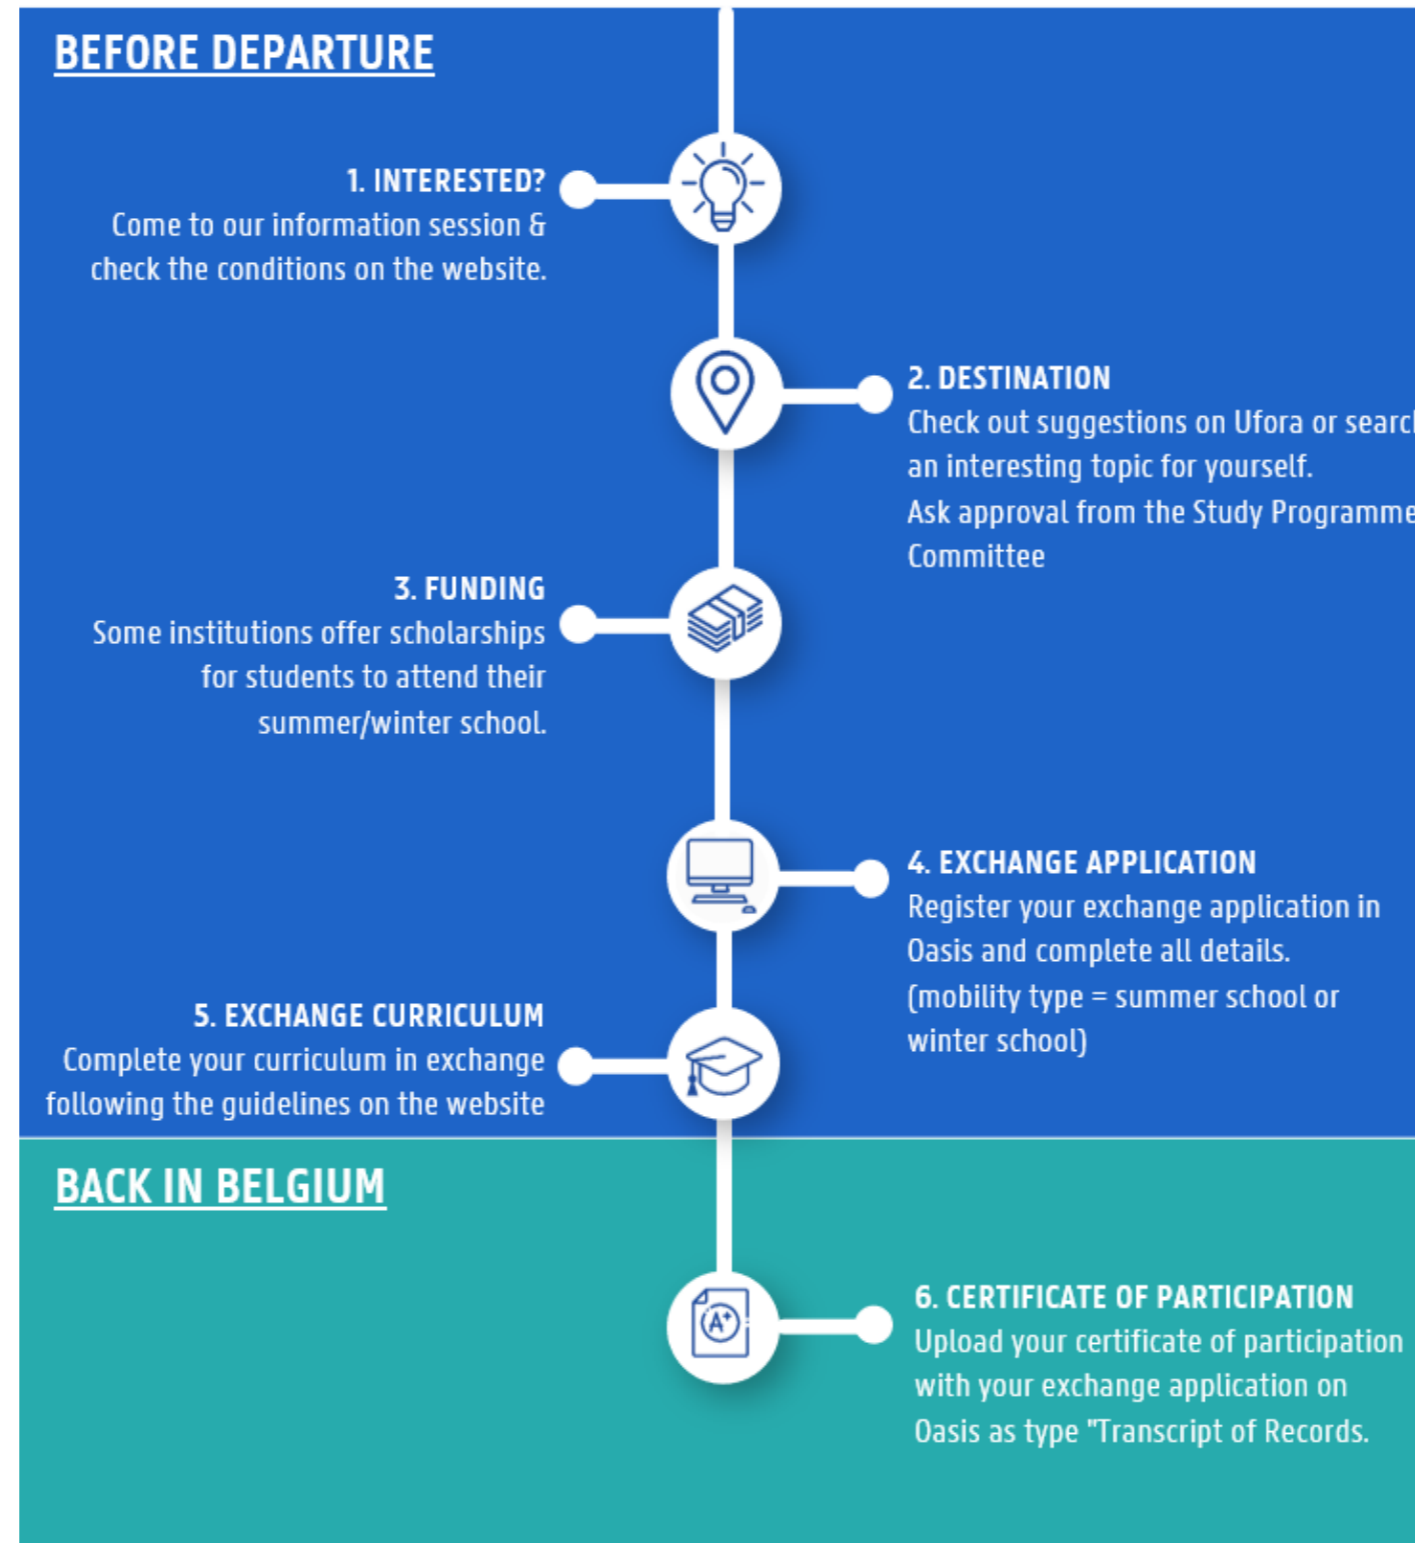 BEFORE DEPARTURE
1. INTERESTED?
Come to our information session &
check the conditions on the website.
2. DESTINATION
Check out suggestions on Ufora or search
an interesting topic for yourself.
Ask approval from the Study Programme
Committee
3. FUNDING
Some institutions offer scholarships
for students to attend their
summer/winter school.
4. EXCHANGE APPLICATION
Register your exchange application in
Oasis and complete all details.
(mobility type = summer school or
winter school)
5. EXCHANGE CURRICULUM
Complete your curriculum in exchange
following the guidelines on the website
BACK IN BELGIUM
A+
6. CERTIFICATE OF PARTICIPATION
Upload your certificate of participation
with your exchange application on
Oasis as type "Transcript of Records.